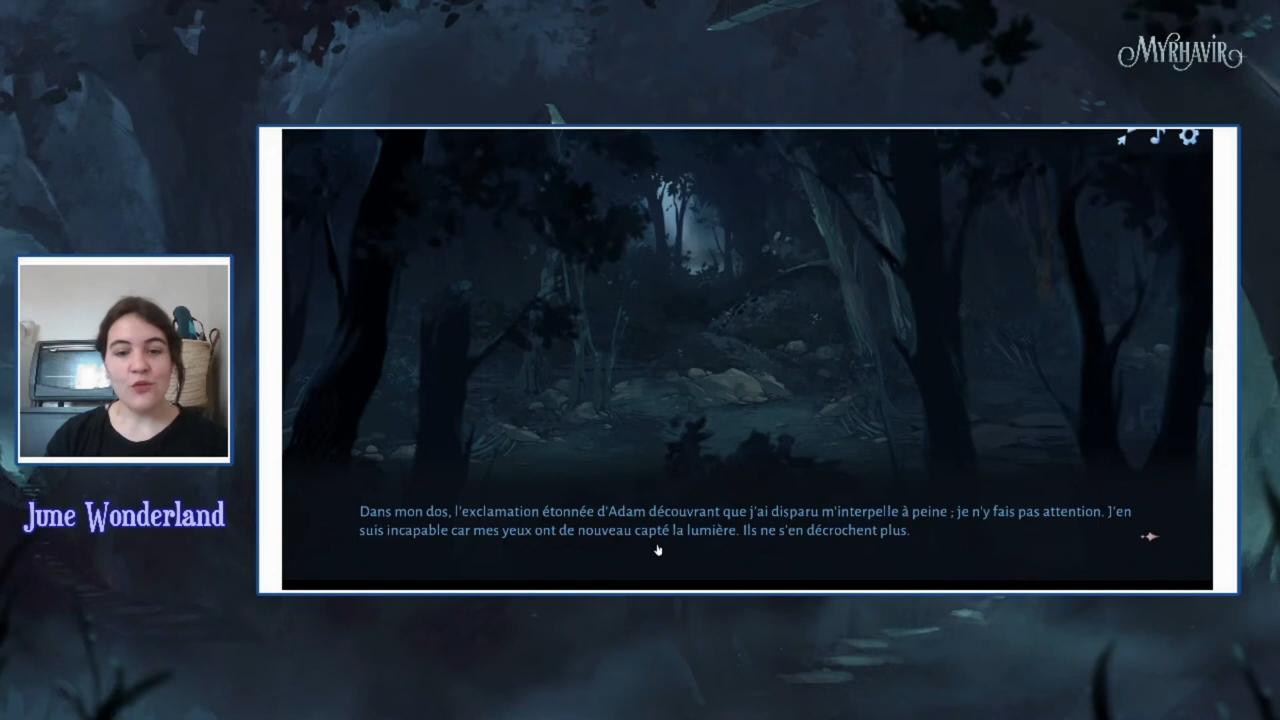 MYRHAVIR
Dans mon dos, l'exclamation étonnée d'Adam découvrant que j'ai disparu m'interpelle à peine ; je n'y fais pas attention. J'en
suis incapable car mes yeux ont de nouveau capté la lumière. Ils ne s'en décrochent plus.
June Wonderland